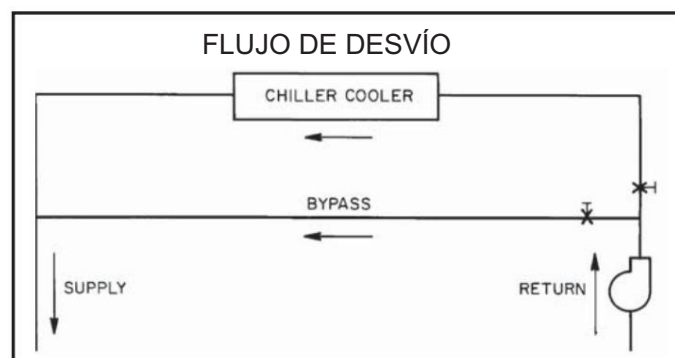 FLUJO DE DESVÍO
CHILLER COOLER
BYPASS
SUPPLY
RETURN